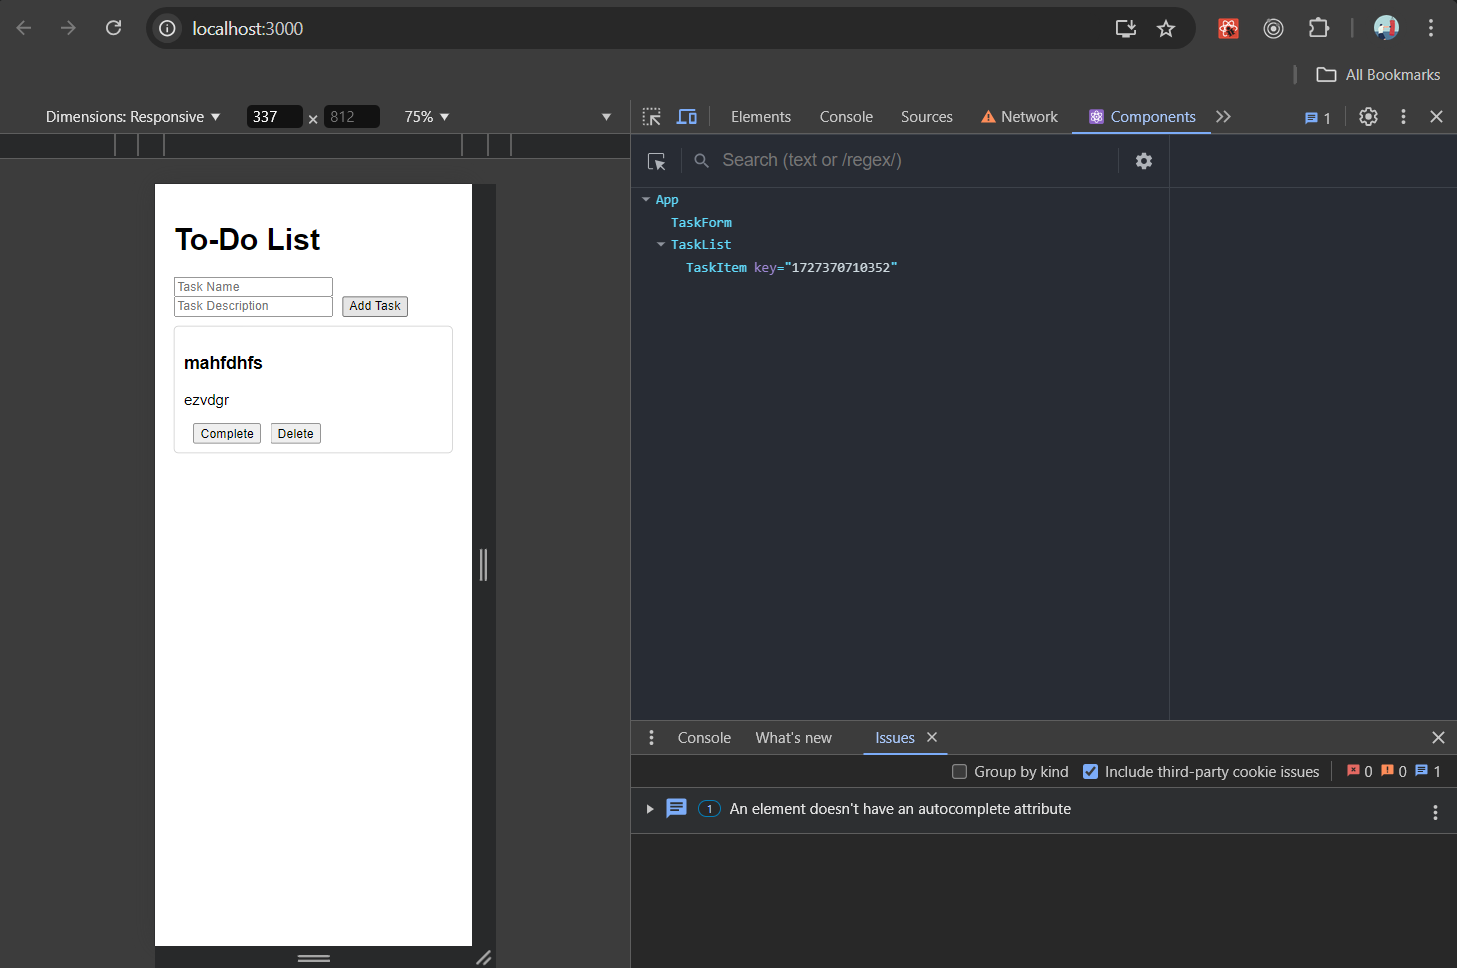 localhost:3000
All Bookmarks
Dimensions: Responsive 337 × 812 75%
Elements Console Sources Network Components 1
Search (text or /regex/)
App
TaskForm
TaskList
TaskItem key="1727370710352"
To-Do List
Task Name
Task Description Add Task
mahfdhfs
ezvdgr
Complete Delete
Console What's new Issues
Group by kind Include third-party cookie issues 0 0 1
1 An element doesn't have an autocomplete attribute